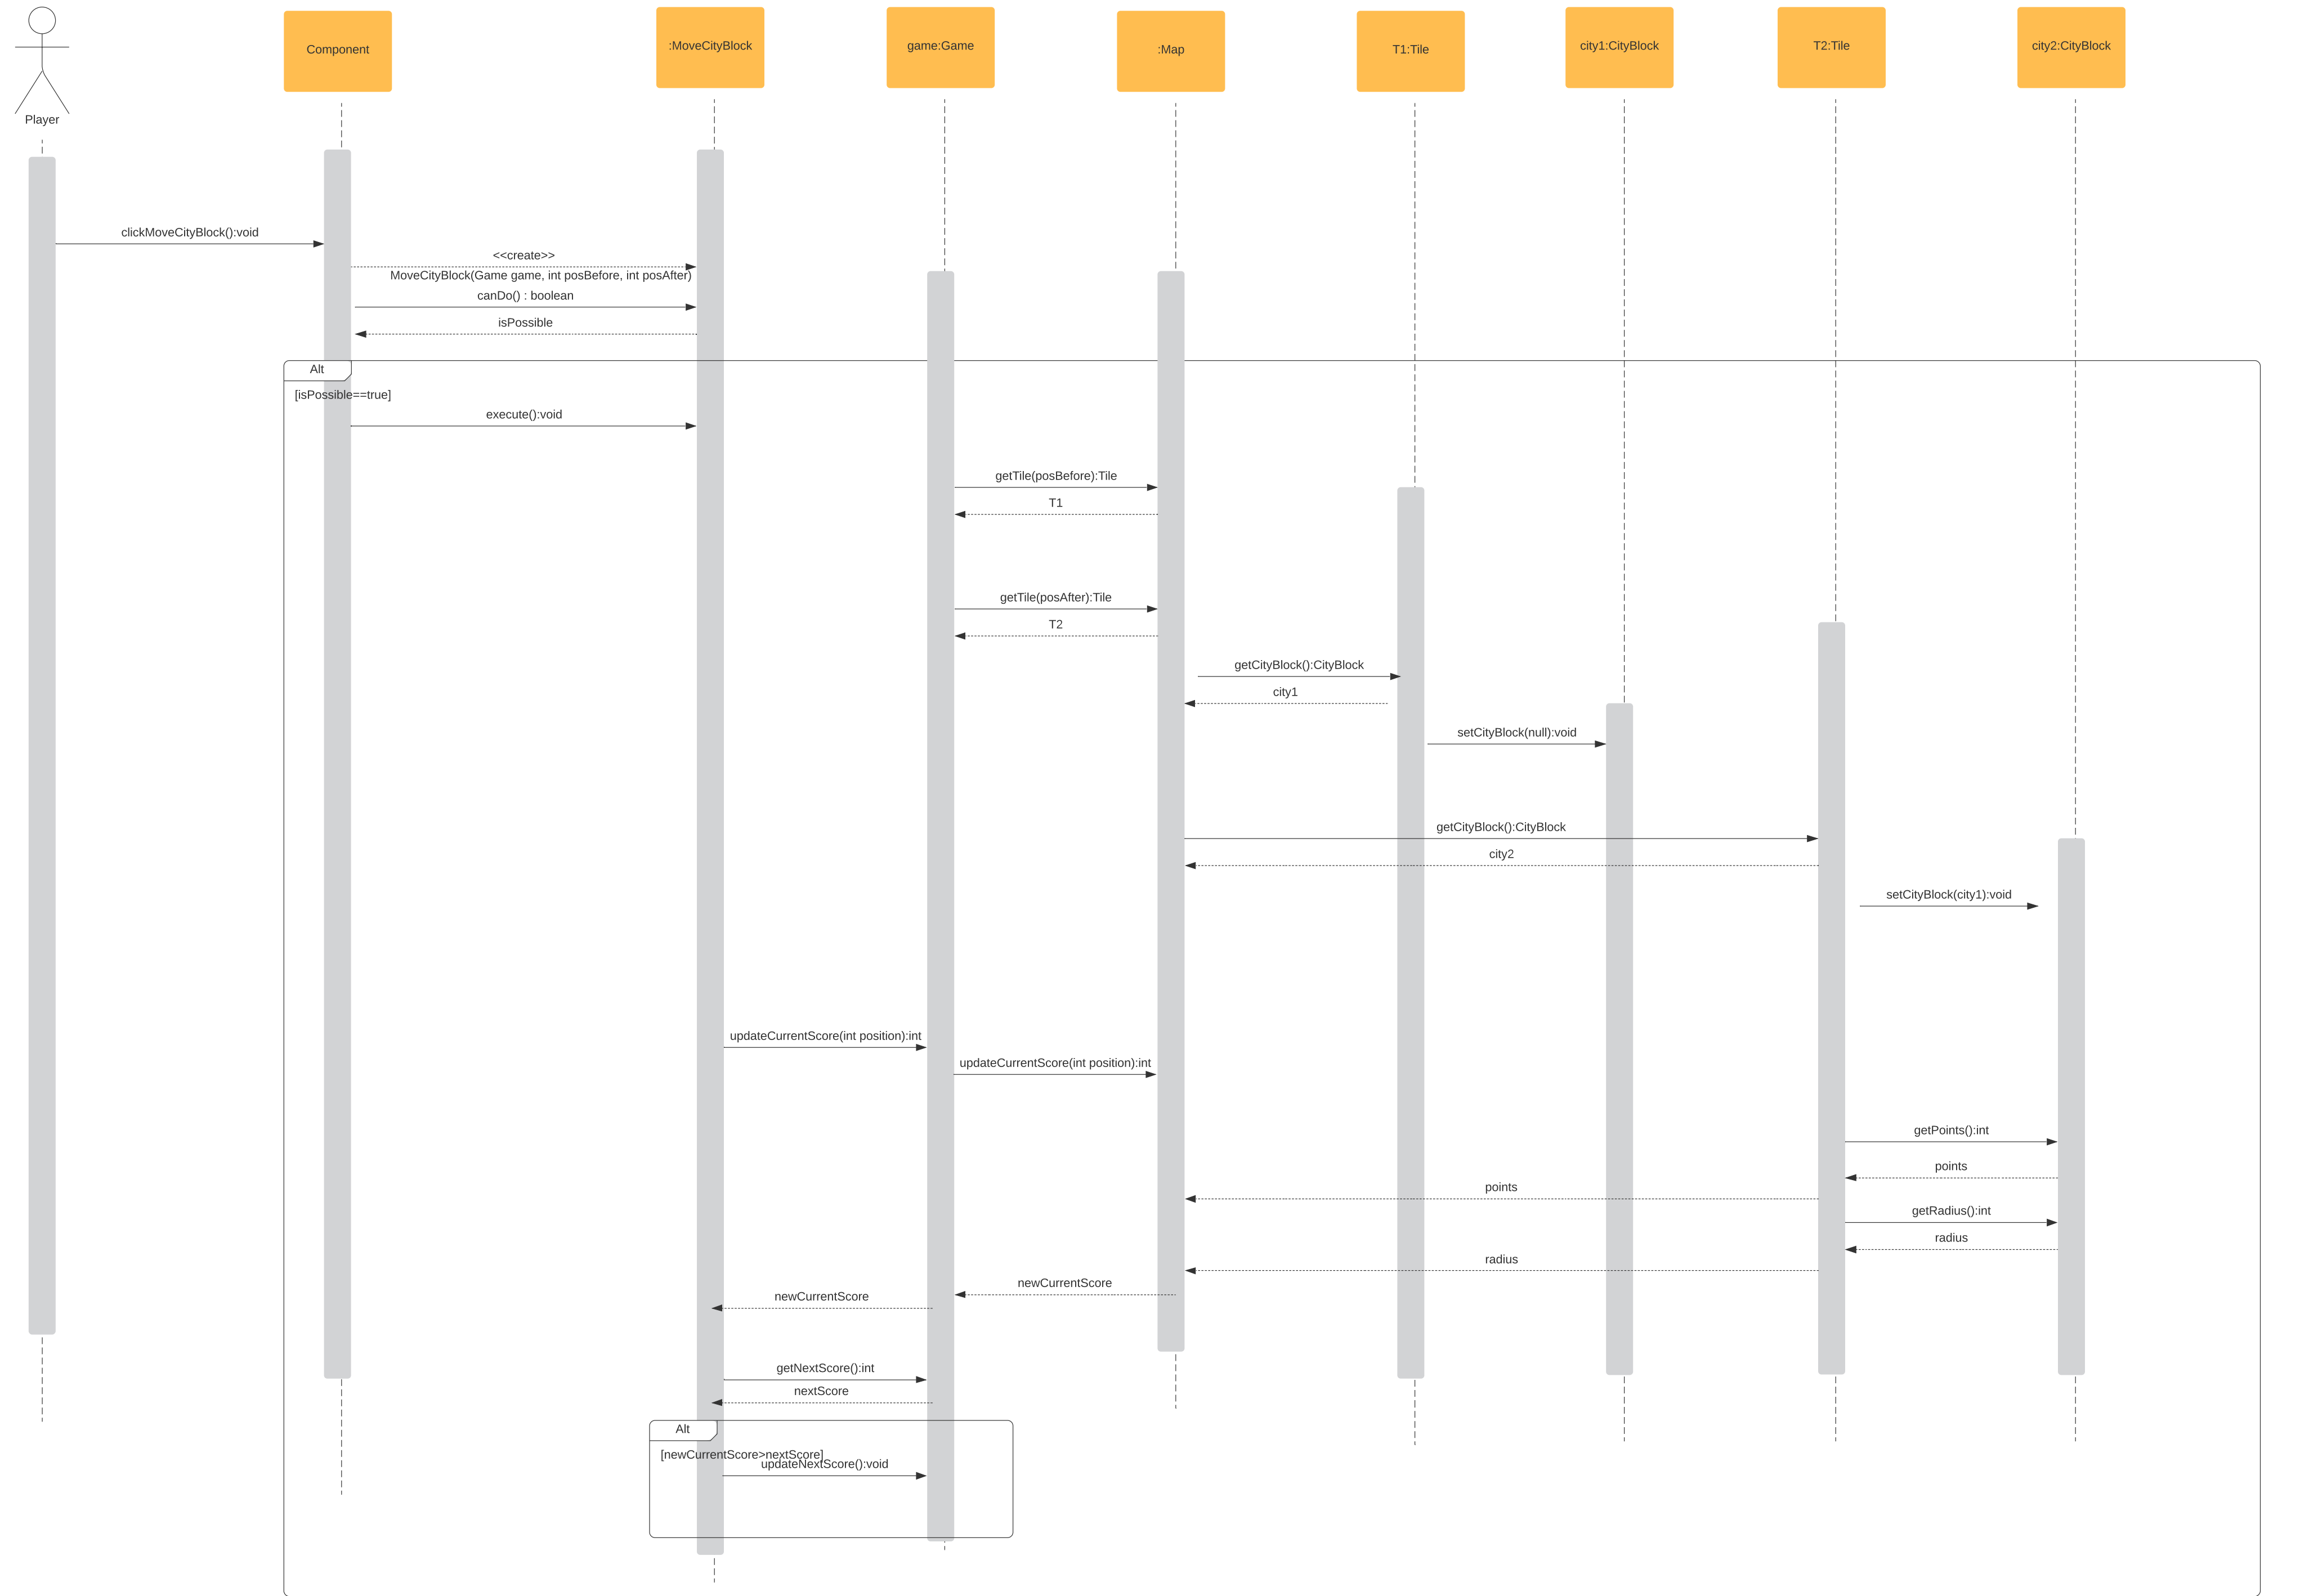 Player
Component
:MoveCityBlock
game:Game
:Map
T1:Tile
city1:CityBlock
T2:Tile
city2:CityBlock
clickMoveCityBlock():void
<<create>>
MoveCityBlock(Game game, int posBefore, int posAfter)
canDo() : boolean
isPossible
Alt
[isPossible==true]
execute():void
getTile(posBefore):Tile
T1
getTile(posAfter):Tile
T2
getCityBlock():CityBlock
city1
setCityBlock(null):void
getCityBlock():CityBlock
city2
setCityBlock(city1):void
updateCurrentScore(int position):int
updateCurrentScore(int position):int
getPoints():int
points
points
getRadius():int
radius
radius
newCurrentScore
newCurrentScore
getNextScore():int
nextScore
Alt
[newCurrentScore>nextScore]
updateNextScore():void